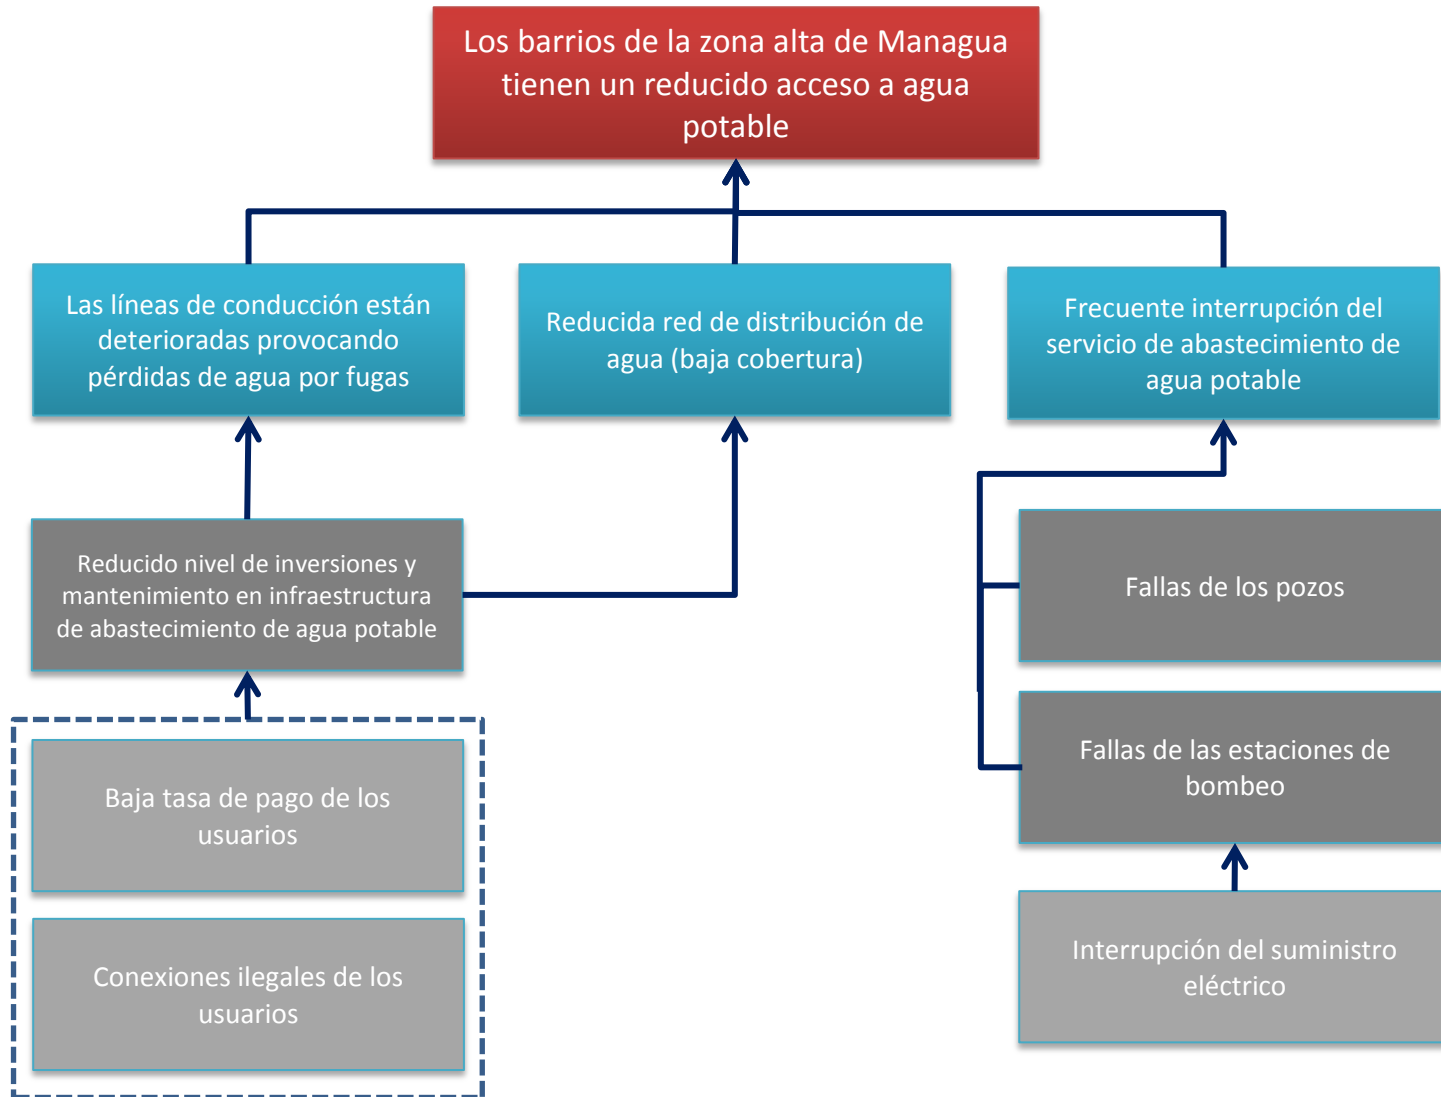 Los barrios de la zona alta de Managua
tienen un reducido acceso a agua
potable
Las líneas de conducción están
deterioradas provocando
pérdidas de agua por fugas
Reducida red de distribución de
agua (baja cobertura)
Frecuente interrupción del
servicio de abastecimiento de
agua potable
Reducido nivel de inversiones y
mantenimiento en infraestructura
de abastecimiento de agua potable
Fallas de los pozos
Fallas de las estaciones de
bombeo
Baja tasa de pago de los
usuarios
Conexiones ilegales de los
usuarios
Interrupción del suministro
eléctrico